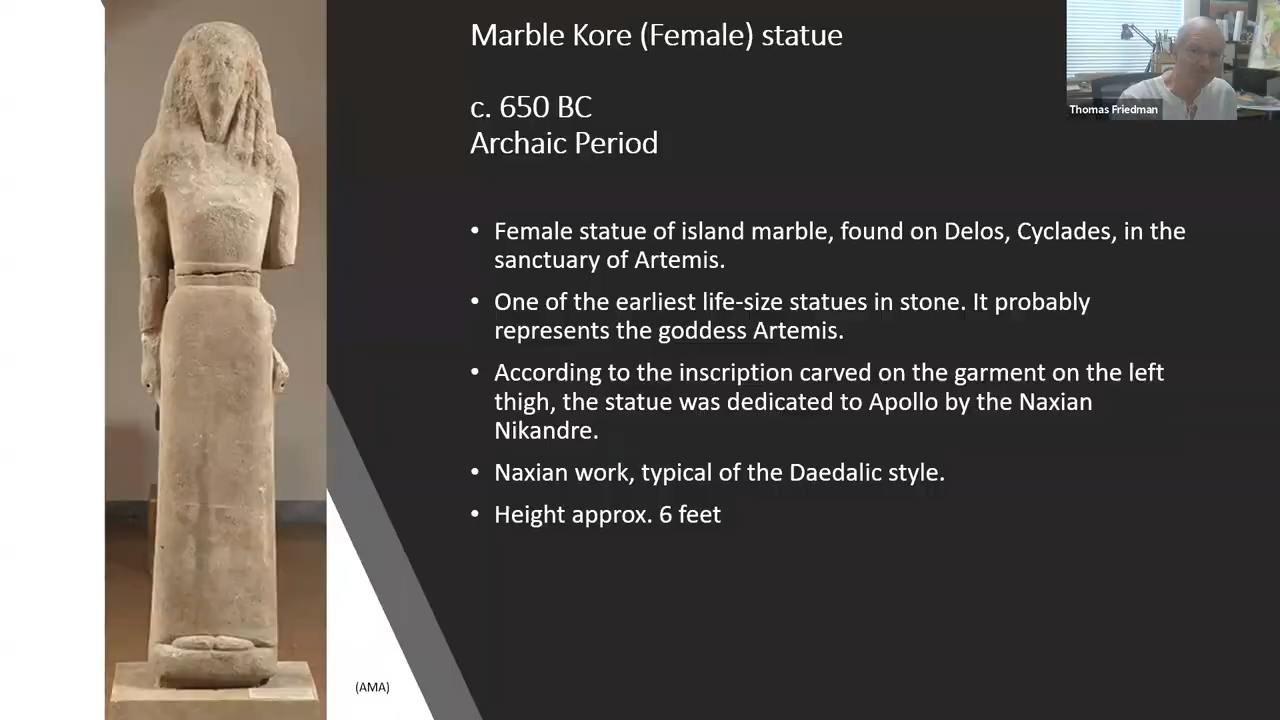 Marble Kore (Female) statue
c. 650 BC
Archaic Period
Thomas Friedman
• Female statue of island marble, found on Delos, Cyclades, in the
sanctuary of Artemis.
• One of the earliest life-size statues in stone. It probably
represents the goddess Artemis.
• According to the inscription carved on the garment on the left
thigh, the statue was dedicated to Apollo by the Naxian
Nikandre.
• Naxian work, typical of the Daedalic style.
• Height approx. 6 feet
(AMA)